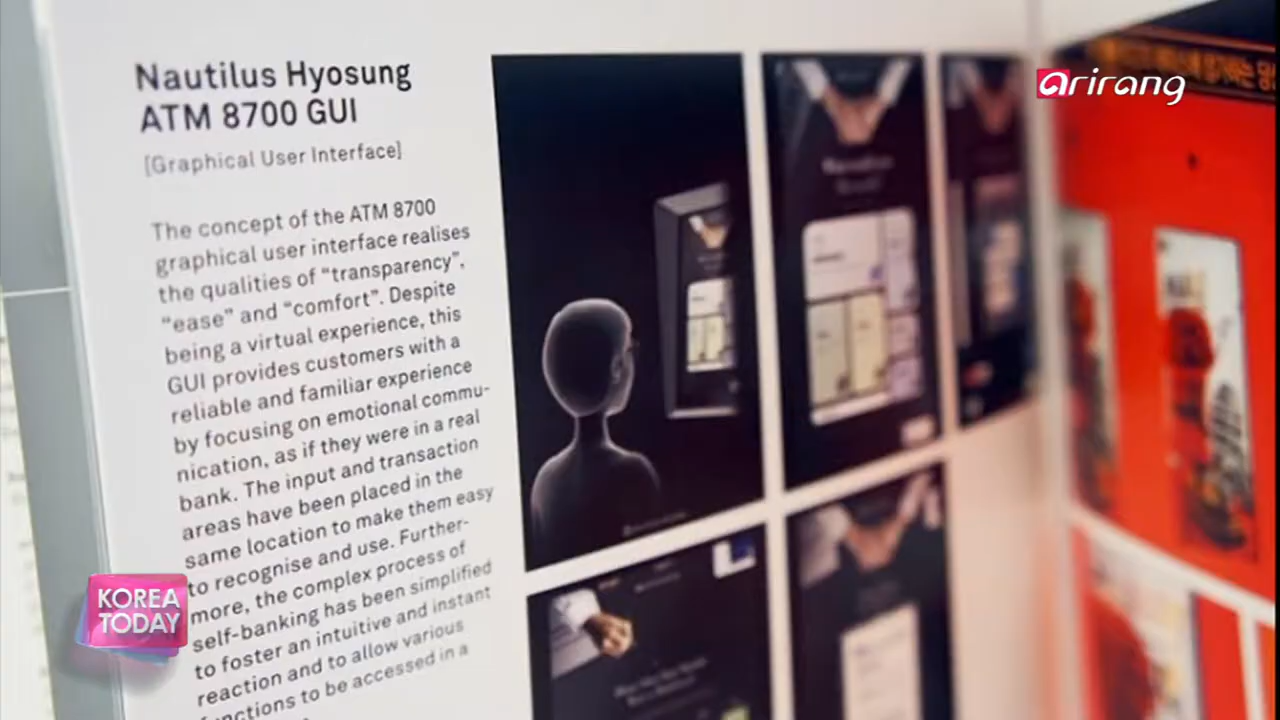 Nautilus Hyosung
ATM 8700 GUI
[Graphical User Interface]
The concept of the ATM 8700
graphical user interface realises
the qualities of “transparency”,
“ease” and “comfort”. Despite
being a virtual experience, this
GUI provides customers with a
reliable and familiar experience
by focusing on emotional commu-
nication, as if they were in a real
bank. The input and transaction
areas have been placed in the
same location to make them easy
to recognise and use. Further-
more, the complex process of
self-banking has been simplified
to foster an intuitive and instant
reaction and to allow various
functions to be accessed in a
arirang
KOREA
TODAY